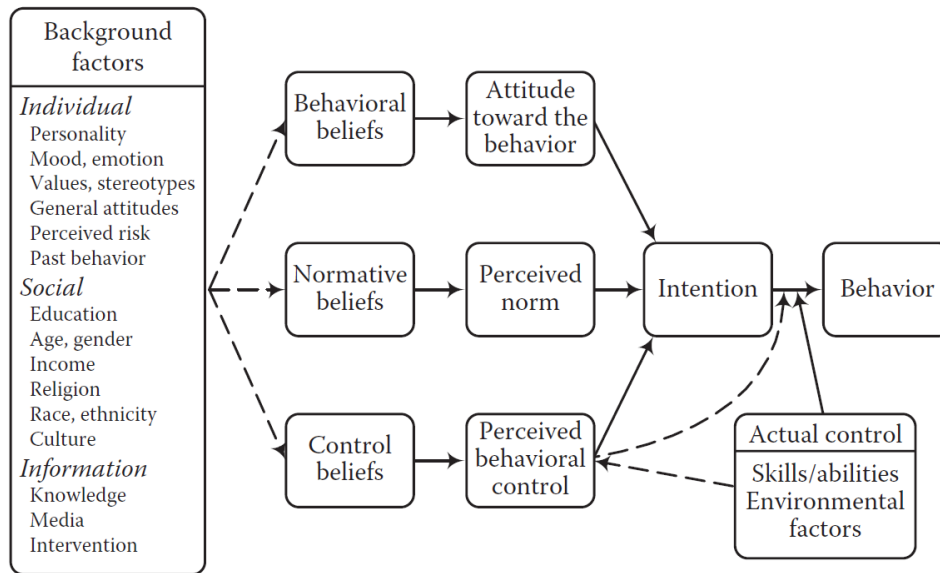 Background
factors
Individual
Personality
Mood, emotion
Values, stereotypes
General attitudes
Perceived risk
Past behavior
Social
Education
Age, gender
Income
Religion
Race, ethnicity
Culture
Information
Knowledge
Media
Intervention
Behavioral
beliefs
Attitude
toward the
behavior
Normative
beliefs
Perceived
norm
Intention
Behavior
Control
beliefs
Perceived
behavioral
control
Actual control
Skills/abilities
Environmental
factors